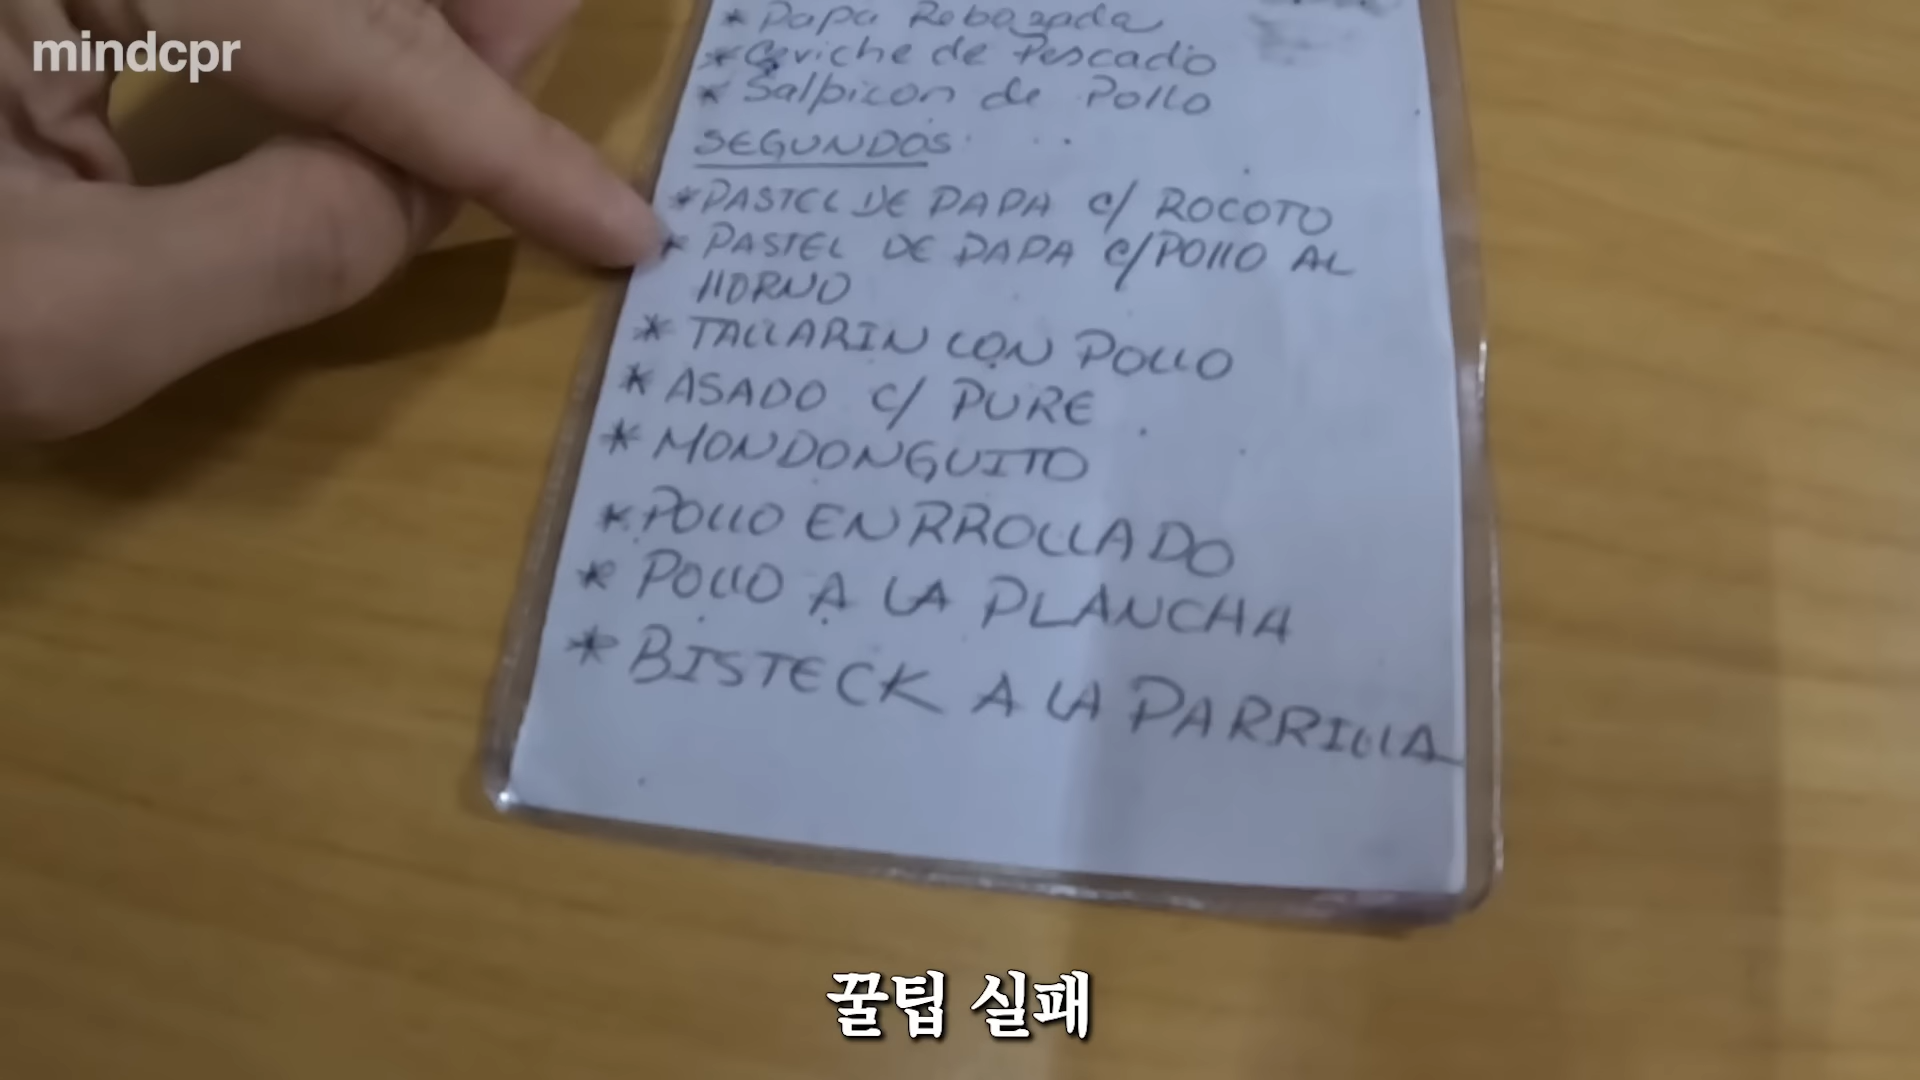 mindcpr
* Papa Rebozada
* Ceviche de Pescado
* Salpicon de Pollo
SEGUNDOS
* PASTEL DE PAPA c/ ROCOTO
* PASTEL DE PAPA c/POllO AL
HORNO
* TALLARIN CON POLLO
* ASADO c/ PURE
* MONDONGUITO
* POLLO ENRROLLADO
* POLLO A LA PLANCHA
* BISTECK A LA PARRILLA
꿀팁 실패